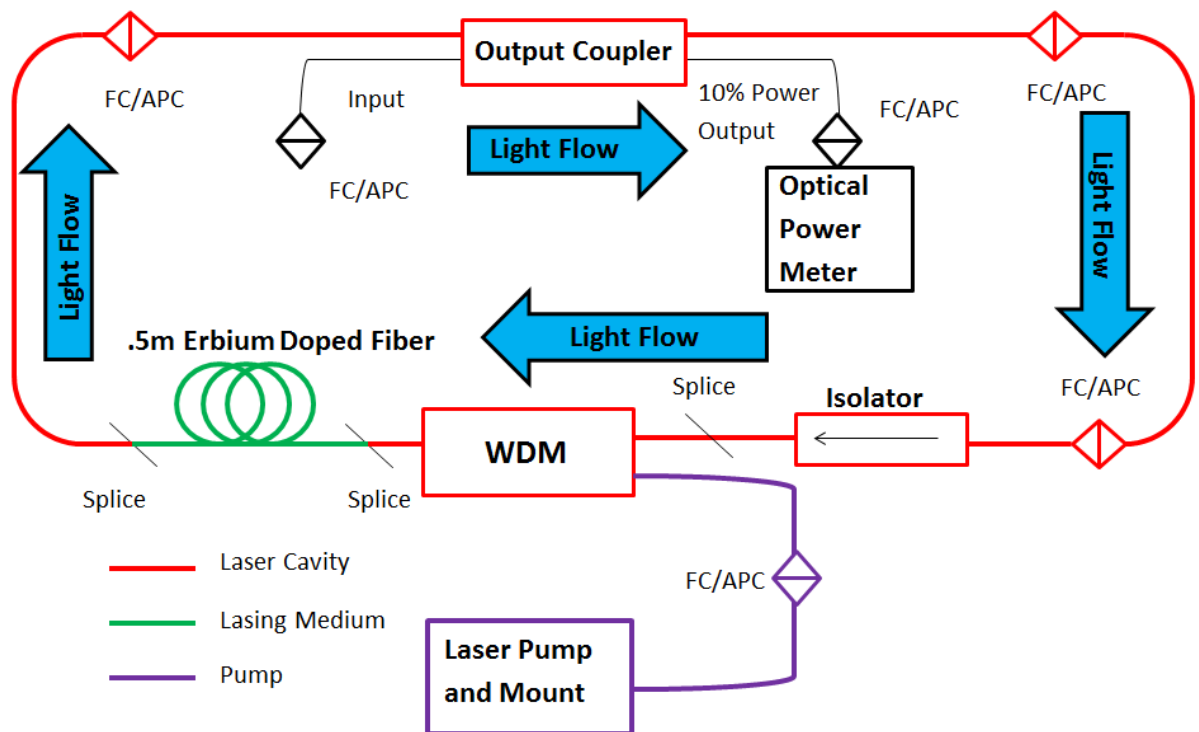 Output Coupler
FC/APC
Input
10% Power
Output
FC/APC
FC/APC
FC/APC
Light Flow
Light Flow
Light Flow
Optical
Power
Meter
.5m Erbium Doped Fiber
Light Flow
Splice
Isolator
FC/APC
WDM
Splice
Splice
Laser Cavity
FC/APC
Lasing Medium
Laser Pump
and Mount
Pump